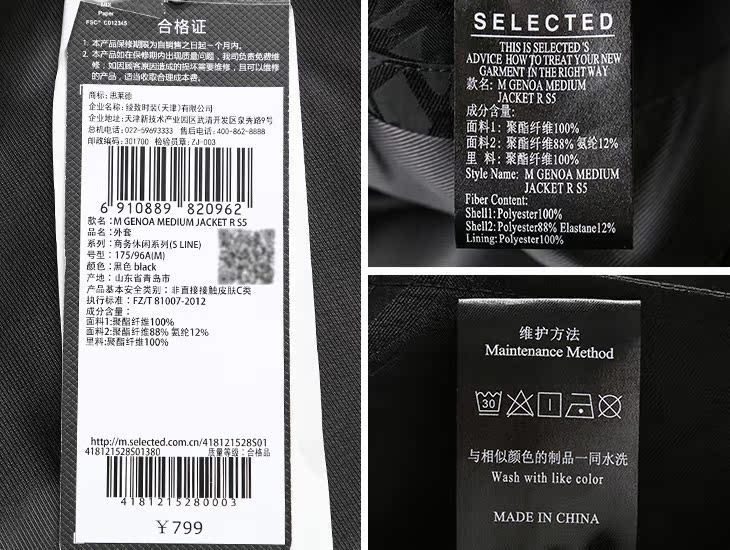 MIX
Paper
FSC® C012345
合格证
1. 本产品保修期限为自销售之日起一个月内。
2. 本产品如在保修期内出现质量问题，我司负责免费维
修；如因顾客原因造成的损坏需要维修，且可以维修
的产品，适当收取合理成本费。
商标：思莱德
企业名称：绫致时装(天津)有限公司
企业地址：天津新技术产业园区武清开发区泉发路9号
总机电话：022-59693333 售后电话：400-862-8888
邮政编码：301700 检验员章：ZJ-003
6 910889 820962
款名：M GENOA MEDIUM JACKET R S5
品名：外套
系列：商务休闲系列(S LINE)
号型：175/96A(M)
颜色：黑色 black
产地：山东省青岛市
产品基本安全类别：非直接接触皮肤C类
执行标准：FZ/T 81007-2012
成分含量：
面料1:聚酯纤维100%
面料2:聚酯纤维88% 氨纶12%
里料:聚酯纤维100%
http://m.selected.com.cn/418121528S01
418121528S01380 质量等级：合格品
4181215280003
￥799
SELECTED
THIS IS SELECTED'S
ADVICE HOW TO TREAT YOUR NEW
GARMENT IN THE RIGHT WAY
款名: M GENOA MEDIUM
JACKET R S5
成分含量:
面料1: 聚酯纤维100%
面料2: 聚酯纤维88% 氨纶12%
里 料: 聚酯纤维100%
Style Name: M GENOA MEDIUM
JACKET R S5
Fiber Content:
Shell1: Polyester100%
Shell2: Polyester88% Elastane12%
Lining: Polyester100%
维护方法
Maintenance Method
30
与相似颜色的制品一同水洗
Wash with like color
MADE IN CHINA